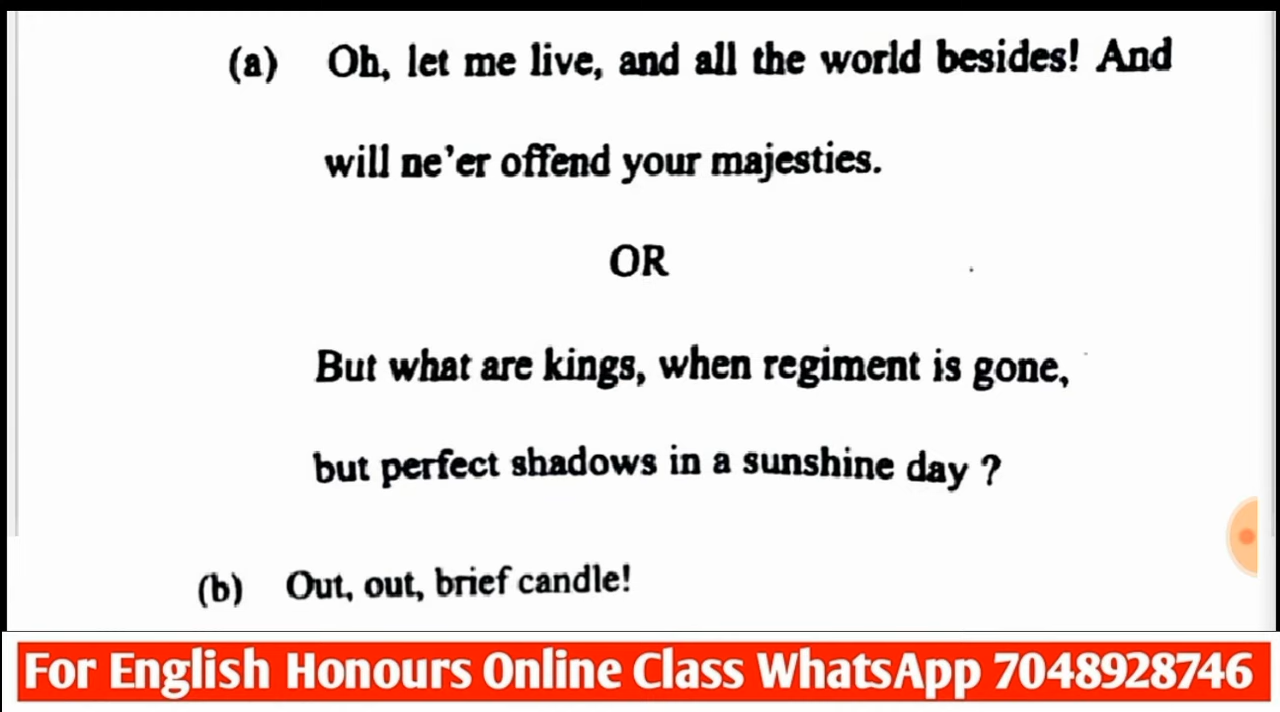 (a) Oh, let me live, and all the world besides! And
will ne'er offend your majesties.
OR
But what are kings, when regiment is gone,
but perfect shadows in a sunshine day ?
(b) Out, out, brief candle!
For English Honours Online Class WhatsApp 7048928746